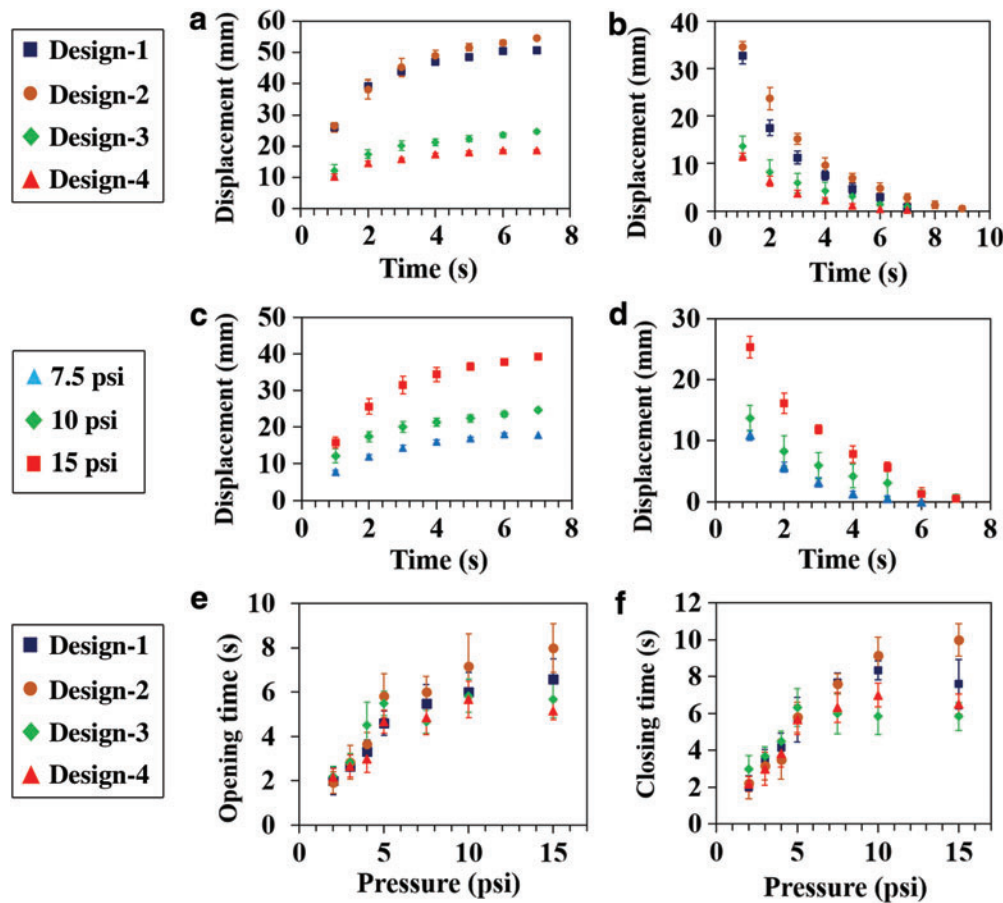 Design-1
Design-2
Design-3
Design-4
a
Displacement (mm)
60
50
40
30
20
10
0
0 2 4 6 8
Time (s)
b
Displacement (mm)
40
30
20
10
0
0 2 4 6 8 10
Time (s)
7.5 psi
10 psi
15 psi
c
Displacement (mm)
50
40
30
20
10
0
0 2 4 6 8
Time (s)
d
Displacement (mm)
30
20
10
0
0 2 4 6 8
Time (s)
Design-1
Design-2
Design-3
Design-4
e
Opening time (s)
10
8
6
4
2
0
0 5 10 15
Pressure (psi)
f
Closing time (s)
12
10
8
6
4
2
0
0 5 10 15
Pressure (psi)